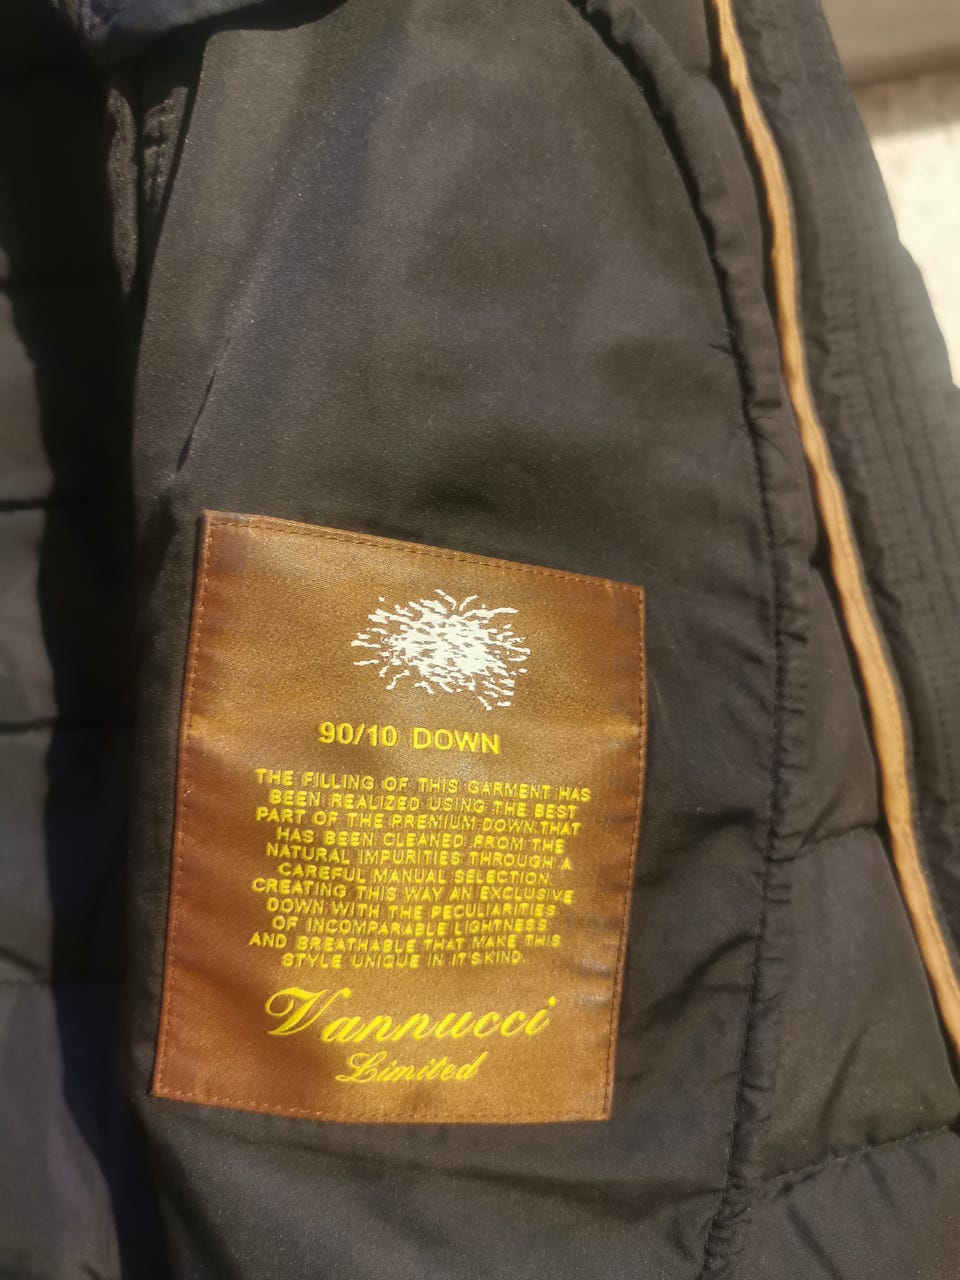 90/10 DOWN
THE FILLING OF THIS GARMENT HAS
BEEN REALIZED USING THE BEST
PART OF THE PREMIUM DOWN THAT
HAS BEEN CLEANED FROM THE
NATURAL IMPURITIES THROUGH A
CAREFUL MANUAL SELECTION.
CREATING THIS WAY AN EXCLUSIVE
DOWN WITH THE PECULIARITIES
OF INCOMPARABLE LIGHTNESS
AND BREATHABLE THAT MAKE THIS
STYLE UNIQUE IN IT'S KIND.
Vannucci
Limited